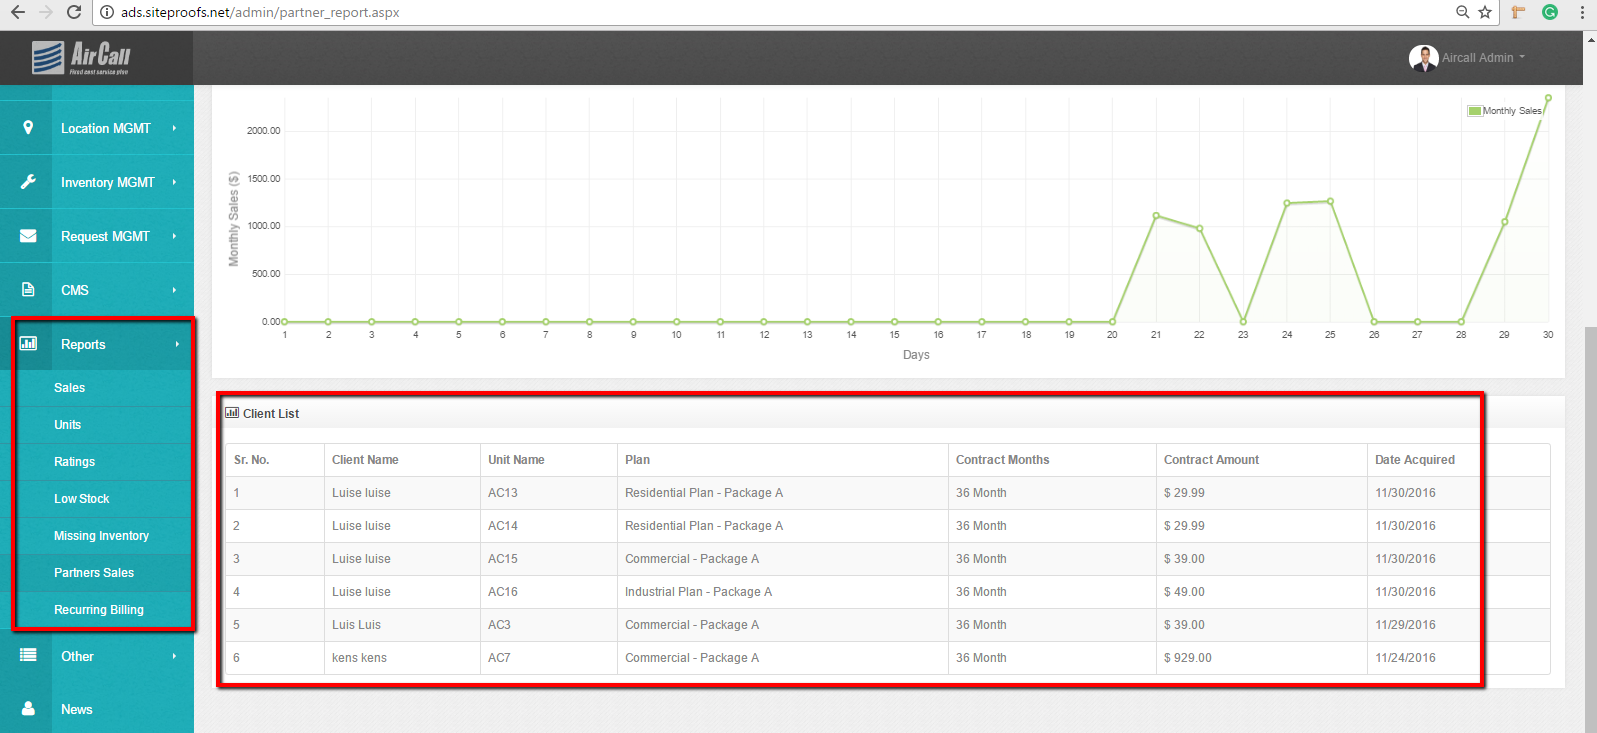 ads.siteproofs.net/admin/partner_report.aspx
AirCall
Fixed cost service plan
Aircall Admin
Location MGMT
Inventory MGMT
Request MGMT
CMS
Reports
Sales
Units
Ratings
Low Stock
Missing Inventory
Partners Sales
Recurring Billing
Other
News
Monthly Sales
Monthly Sales ($)
2000.00
1500.00
1000.00
500.00
0.00
1 2 3 4 5 6 7 8 9 10 11 12 13 14 15 16 17 18 19 20 21 22 23 24 25 26 27 28 29 30
Days
Client List
Sr. No. Client Name Unit Name Plan Contract Months Contract Amount Date Acquired
1 Luise luise AC13 Residential Plan - Package A 36 Month $ 29.99 11/30/2016
2 Luise luise AC14 Residential Plan - Package A 36 Month $ 29.99 11/30/2016
3 Luise luise AC15 Commercial - Package A 36 Month $ 39.00 11/30/2016
4 Luise luise AC16 Industrial Plan - Package A 36 Month $ 49.00 11/30/2016
5 Luis Luis AC3 Commercial - Package A 36 Month $ 39.00 11/29/2016
6 kens kens AC7 Commercial - Package A 36 Month $ 929.00 11/24/2016